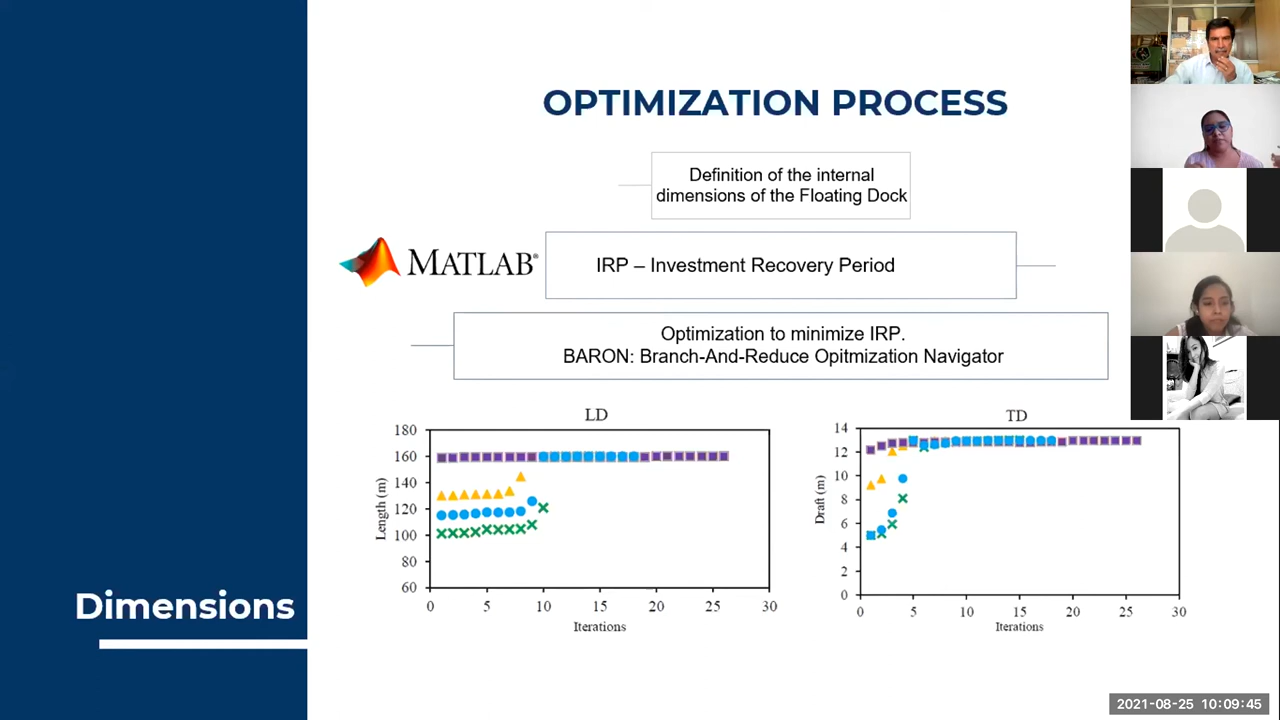 OPTIMIZATION PROCESS
Definition of the internal
dimensions of the Floating Dock
MATLAB®
IRP – Investment Recovery Period
Optimization to minimize IRP.
BARON: Branch-And-Reduce Opitmization Navigator
Dimensions
LD
180
160
140
120
100
80
60
Length (m)
0 5 10 15 20 25 30
Iterations
TD
14
12
10
8
6
4
2
0
Draft (m)
0 5 10 15 20 25 30
Iterations
2021-08-25 10:09:45